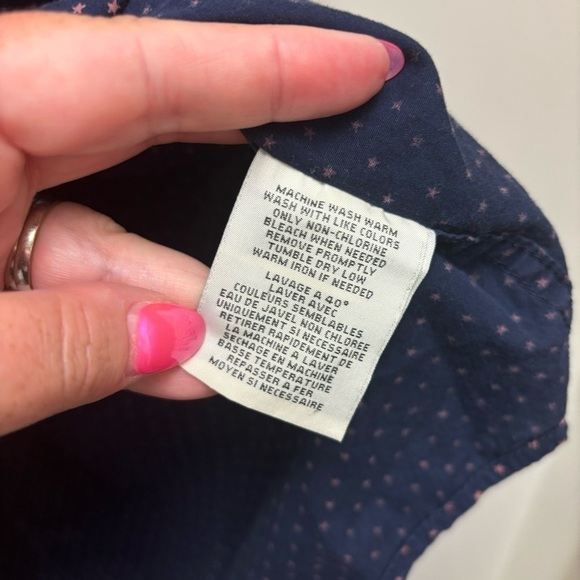 MACHINE WASH WARM
WASH WITH LIKE COLORS
ONLY NON-CHLORINE
BLEACH WHEN NEEDED
REMOVE PROMPTLY
TUMBLE DRY LOW
WARM IRON IF NEEDED
LAVAGE A 40°
LAVER AVEC
COULEURS SEMBLABLES
EAU DE JAVEL NON CHLOREE
UNIQUEMENT SI NECESSAIRE
RETIRER RAPIDEMENT DE
LA MACHINE A LAVER
SECHAGE EN MACHINE
BASSE TEMPERATURE
REPASSER A FER
MOYEN SI NECESSAIRE